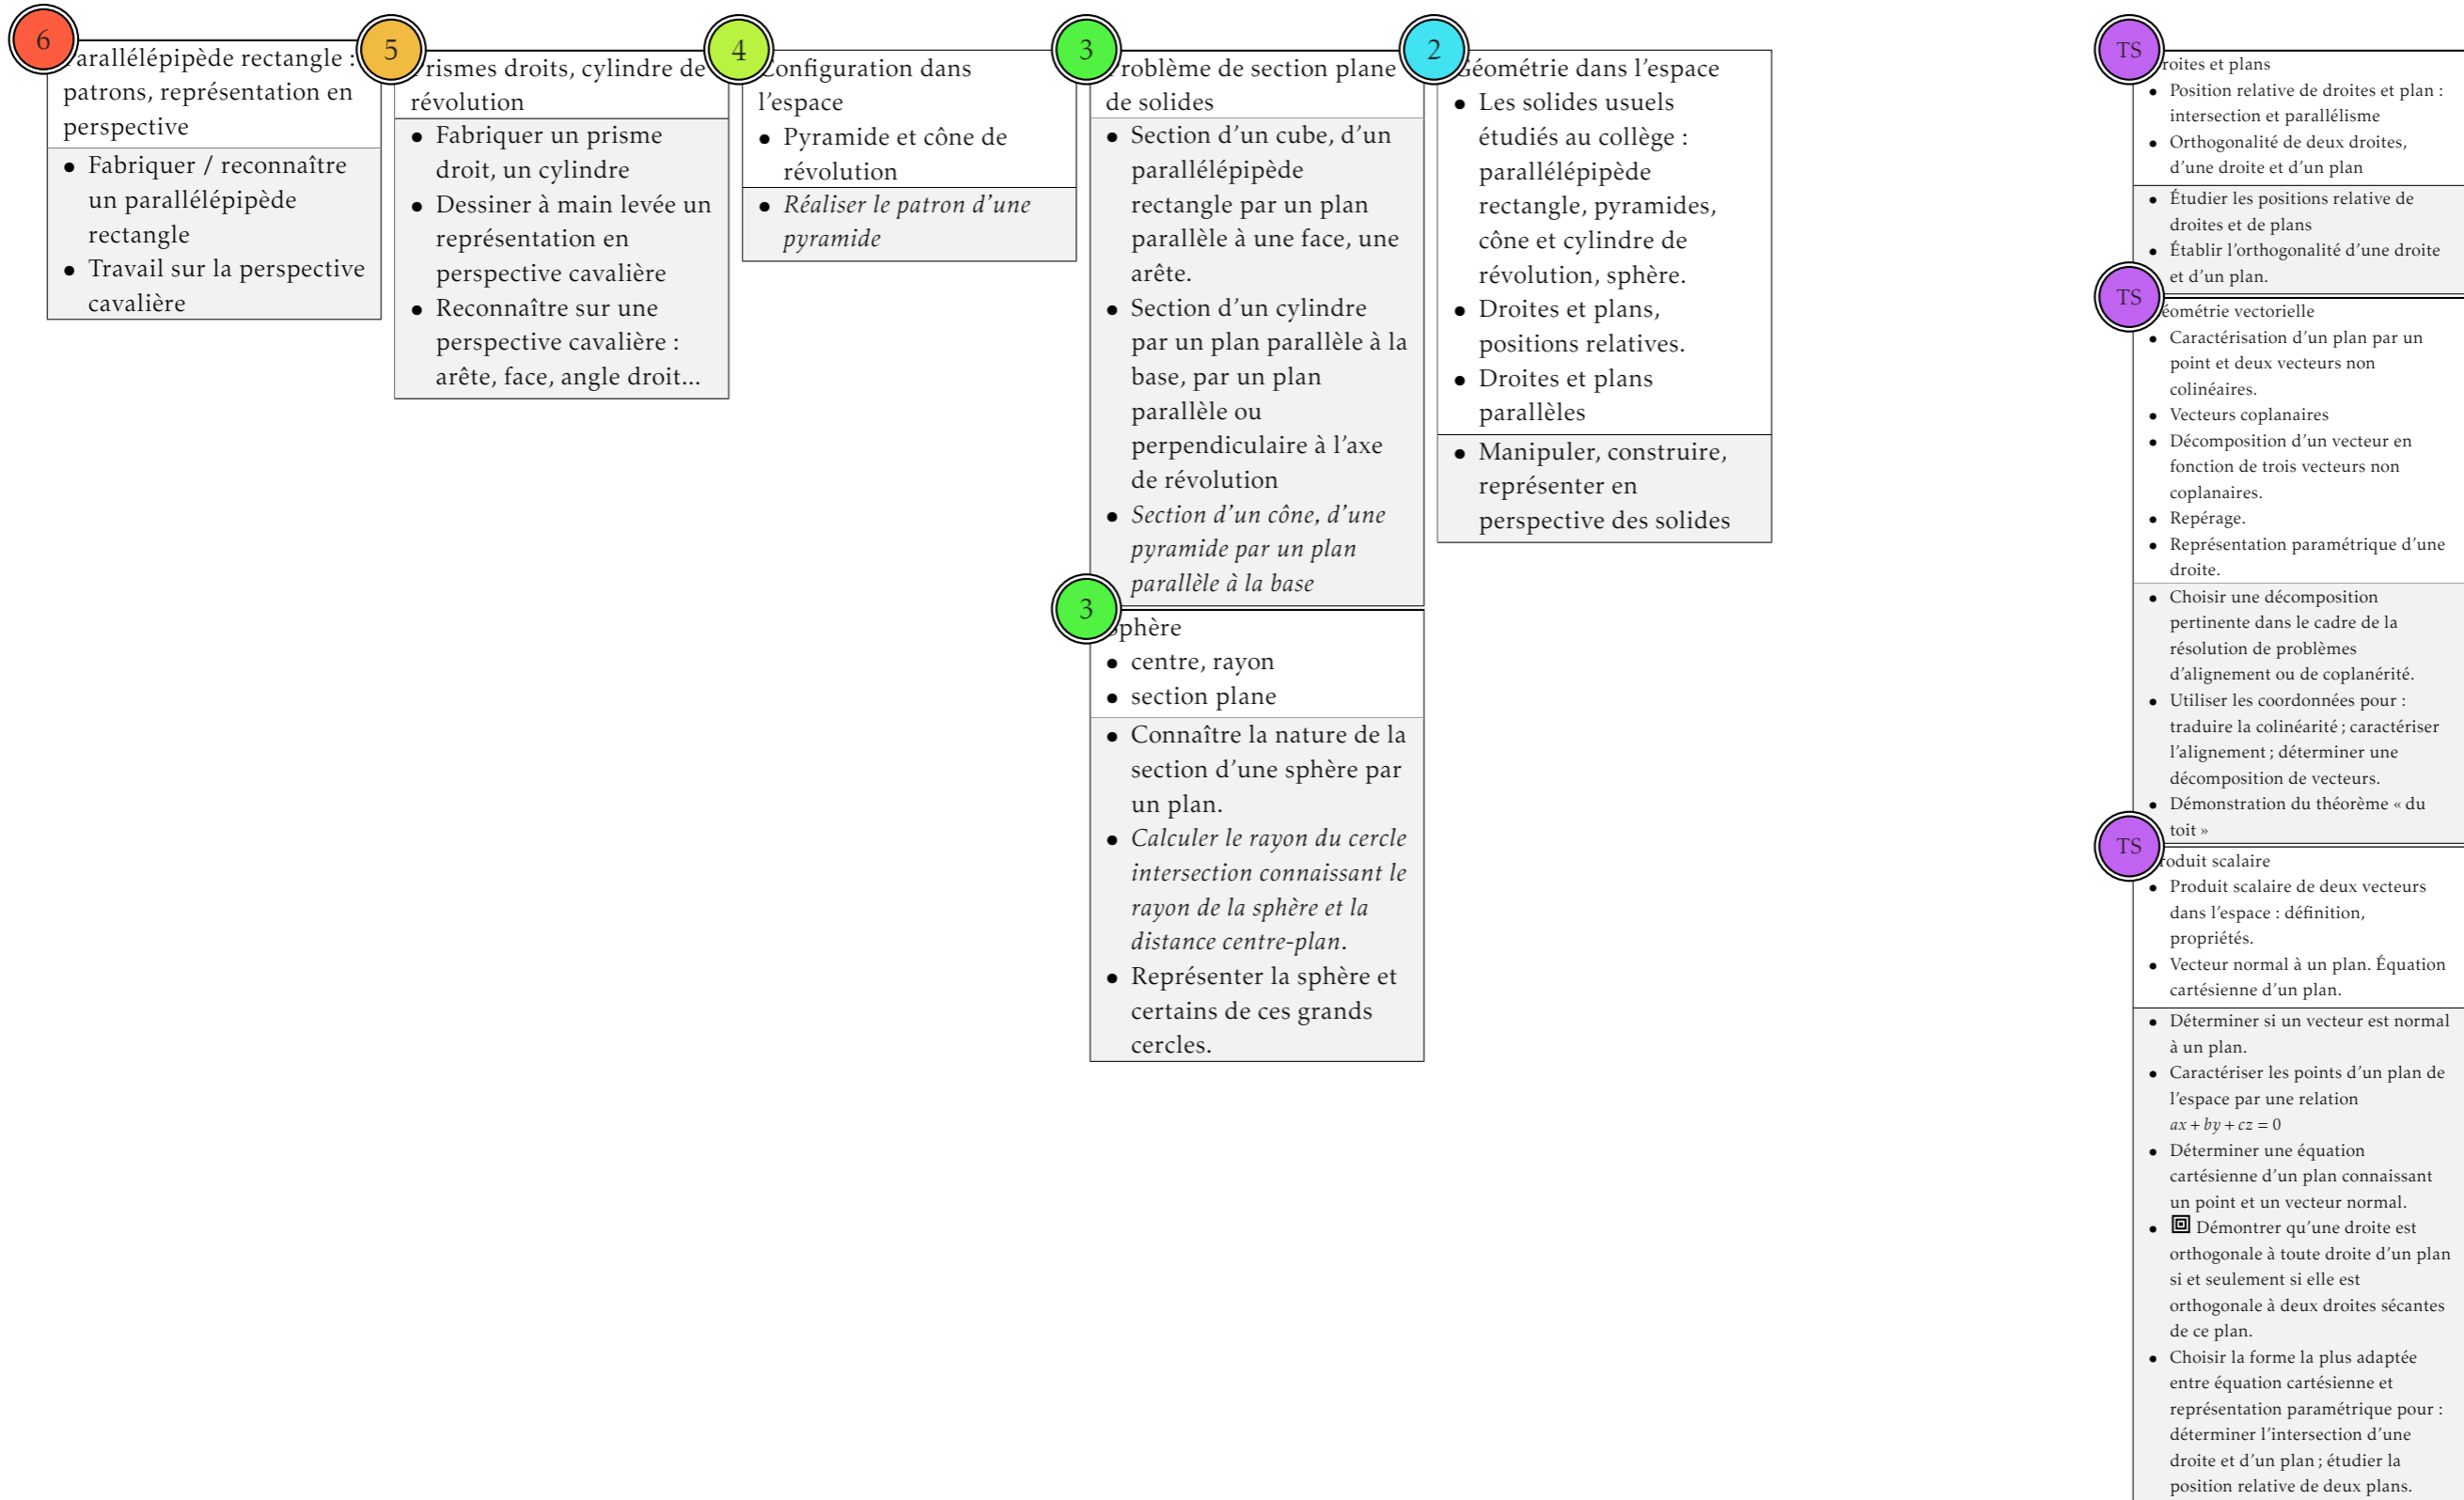 6
arallélépipède rectangle :
patrons, représentation en
perspective
• Fabriquer / reconnaître
un parallélépipède
rectangle
• Travail sur la perspective
cavalière
5
rismes droits, cylindre de
révolution
• Fabriquer un prisme
droit, un cylindre
• Dessiner à main levée un
représentation en
perspective cavalière
• Reconnaître sur une
perspective cavalière :
arête, face, angle droit...
4
Configuration dans
l'espace
• Pyramide et cône de
révolution
• Réaliser le patron d'une
pyramide
3
roblème de section plane
de solides
• Section d'un cube, d'un
parallélépipède
rectangle par un plan
parallèle à une face, une
arête.
• Section d'un cylindre
par un plan parallèle à la
base, par un plan
parallèle ou
perpendiculaire à l'axe
de révolution
• Section d'un cône, d'une
pyramide par un plan
parallèle à la base
3
Sphère
• centre, rayon
• section plane
• Connaître la nature de la
section d'une sphère par
un plan.
• Calculer le rayon du cercle
intersection connaissant le
rayon de la sphère et la
distance centre-plan.
• Représenter la sphère et
certains de ces grands
cercles.
2
Géométrie dans l'espace
• Les solides usuels
étudiés au collège :
parallélépipède
rectangle, pyramides,
cône et cylindre de
révolution, sphère.
• Droites et plans,
positions relatives.
• Droites et plans
parallèles
• Manipuler, construire,
représenter en
perspective des solides
TS
roites et plans
• Position relative de droites et plan :
intersection et parallélisme
• Orthogonalité de deux droites,
d'une droite et d'un plan
• Étudier les positions relative de
droites et de plans
• Établir l'orthogonalité d'une droite
et d'un plan.
TS
éométrie vectorielle
• Caractérisation d'un plan par un
point et deux vecteurs non
colinéaires.
• Vecteurs coplanaires
• Décomposition d'un vecteur en
fonction de trois vecteurs non
coplanaires.
• Repérage.
• Représentation paramétrique d'une
droite.
• Choisir une décomposition
pertinente dans le cadre de la
résolution de problèmes
d'alignement ou de coplanérité.
• Utiliser les coordonnées pour :
traduire la colinéarité ; caractériser
l'alignement ; déterminer une
décomposition de vecteurs.
• Démonstration du théorème « du
toit »
TS
roduit scalaire
• Produit scalaire de deux vecteurs
dans l'espace : définition,
propriétés.
• Vecteur normal à un plan. Équation
cartésienne d'un plan.
• Déterminer si un vecteur est normal
à un plan.
• Caractériser les points d'un plan de
l'espace par une relation
ax + by + cz = 0
• Déterminer une équation
cartésienne d'un plan connaissant
un point et un vecteur normal.
• Démontrer qu'une droite est
orthogonale à toute droite d'un plan
si et seulement si elle est
orthogonale à deux droites sécantes
de ce plan.
• Choisir la forme la plus adaptée
entre équation cartésienne et
représentation paramétrique pour :
déterminer l'intersection d'une
droite et d'un plan ; étudier la
position relative de deux plans.